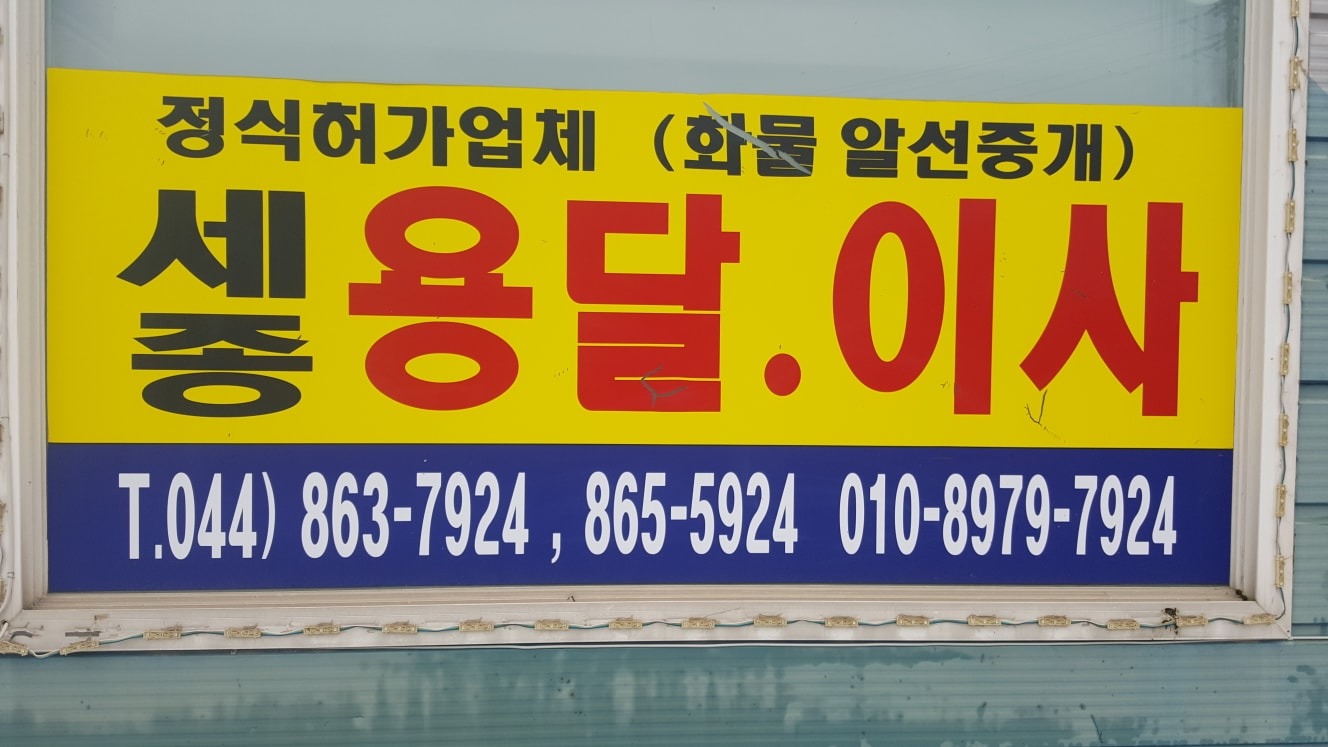 정식허가업체 (화물 알선중개)
세종 용달.이사
T.044) 863-7924 , 865-5924 010-8979-7924